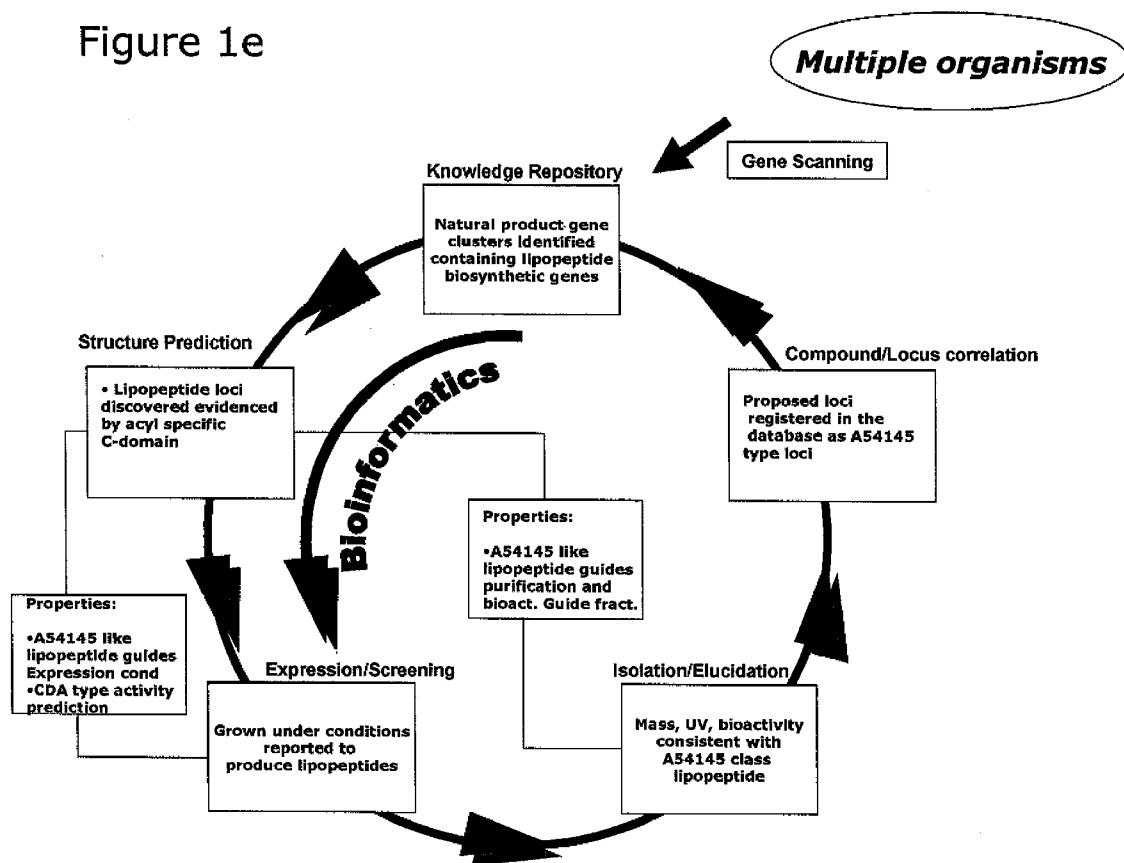 Figure 1e
Multiple organisms
Gene Scanning
Knowledge Repository
Natural product gene
clusters identified
containing lipopeptide
biosynthetic genes
Structure Prediction
• Lipopeptide loci
discovered evidenced
by acyl specific
C-domain
Bioinformatics
Compound/Locus correlation
Proposed loci
registered in the
database as A54145
type loci
Properties:
•A54145 like
lipopeptide guides
purification and
bioact. Guide fract.
Properties:
•A54145 like
lipopeptide guides
Expression cond
•CDA type activity
prediction
Expression/Screening
Grown under conditions
reported to
produce lipopeptides
Isolation/Elucidation
Mass, UV, bioactivity
consistent with
A54145 class
lipopeptide